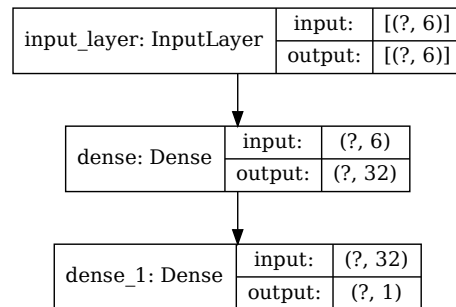 input_layer: InputLayer
input: [(?, 6)]
output: [(?, 6)]
dense: Dense
input: (?, 6)
output: (?, 32)
dense_1: Dense
input: (?, 32)
output: (?, 1)